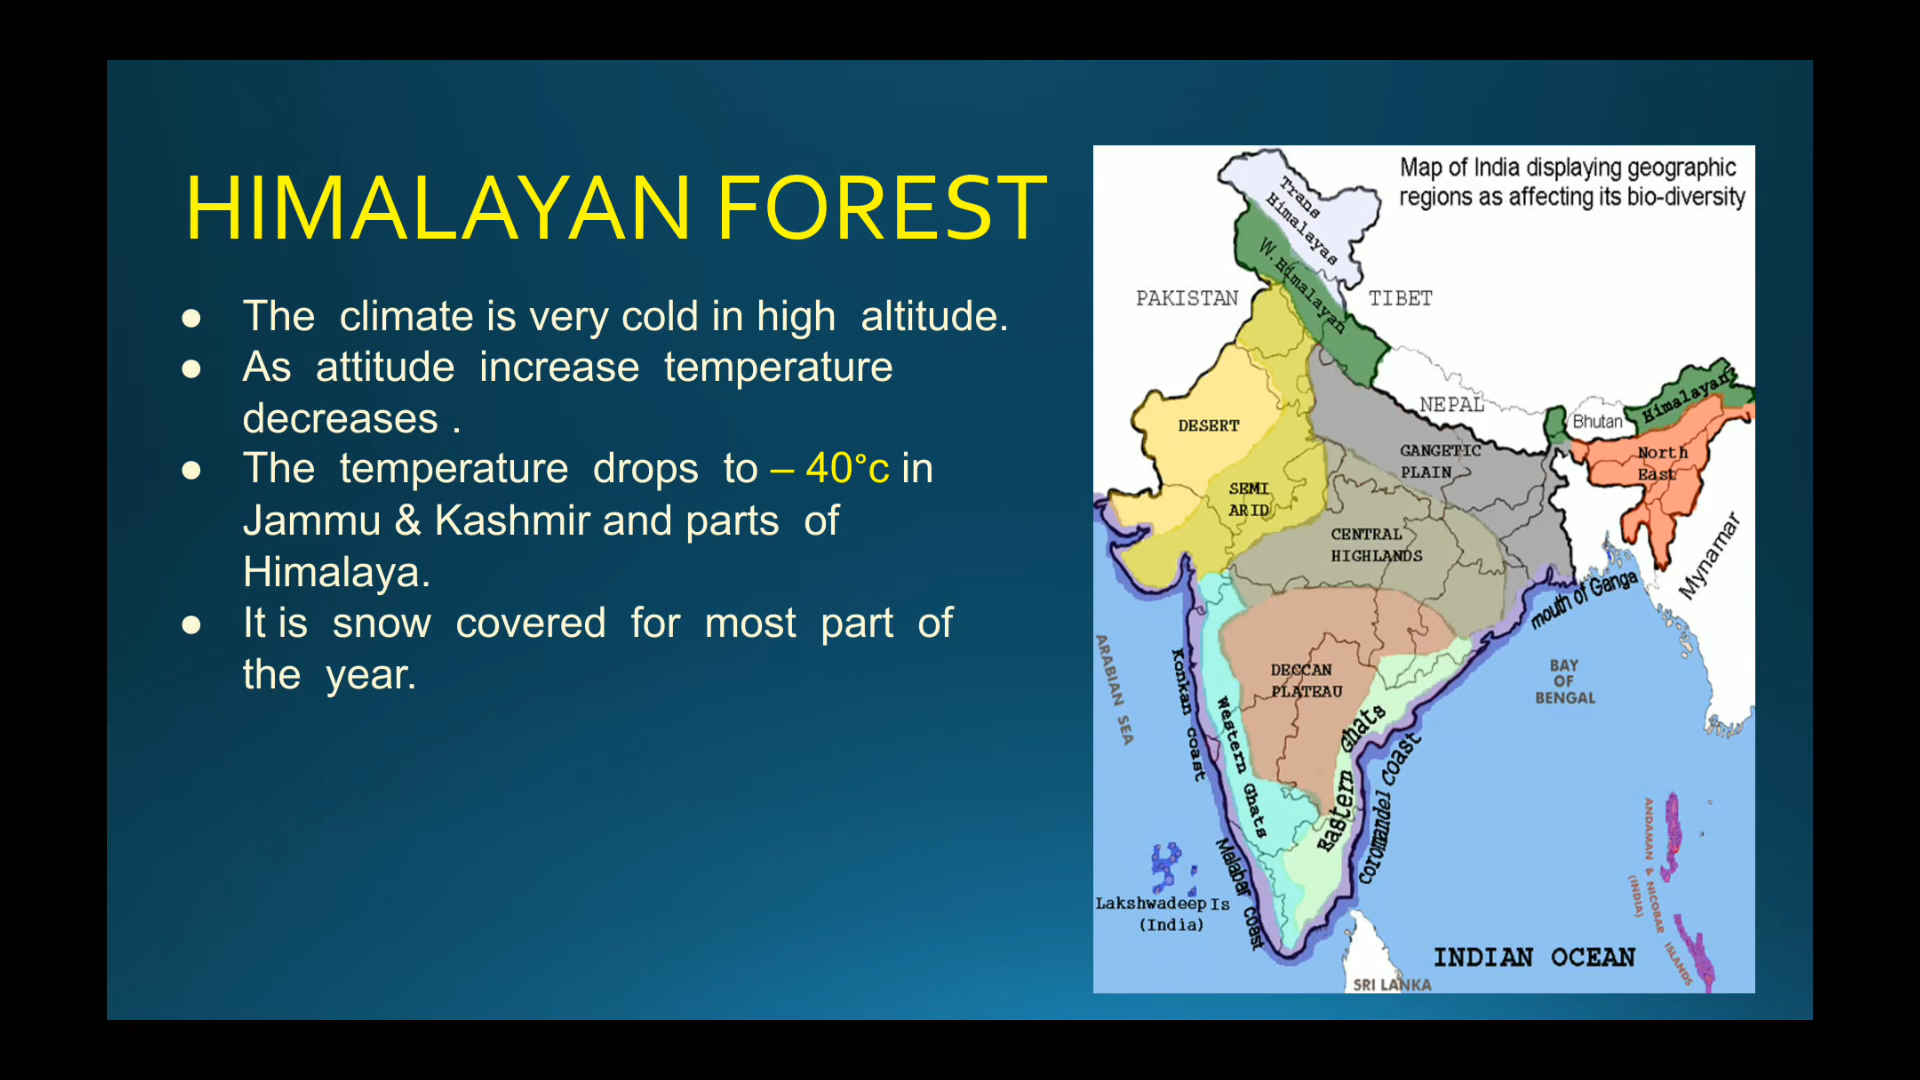 HIMALAYAN FOREST
● The climate is very cold in high altitude.
● As attitude increase temperature
decreases .
● The temperature drops to – 40°c in
Jammu & Kashmir and parts of
Himalaya.
● It is snow covered for most part of
the year.
Map of India displaying geographic
regions as affecting its bio-diversity
Trans
Himalayas
W. Himalayan
PAKISTAN
TIBET
NEPAL
Bhutan
Himalayan
DESERT
GANGETIC
PLAIN
North
East
SEMI
ARID
CENTRAL
HIGHLANDS
Mynamar
mouth of Ganga
ARABIAN SEA
Konkan coast
DECCAN
PLATEAU
BAY
OF
BENGAL
Western Ghats
Eastern Ghats
Coromandel Coast
Malabar coast
Lakshwadeep Is
(India)
ANDAMAN & NICOBAR ISLANDS
(INDIA)
INDIAN OCEAN
SRI LANKA